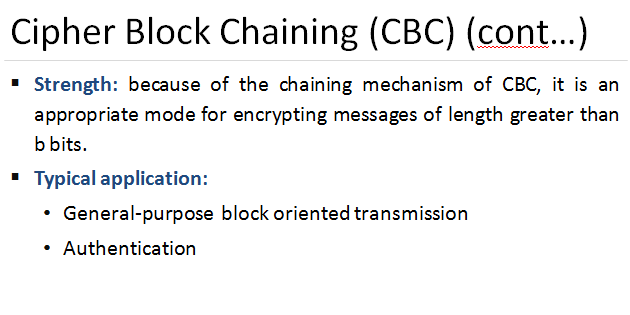 Cipher Block Chaining (CBC) (cont...)
▪ Strength: because of the chaining mechanism of CBC, it is an
appropriate mode for encrypting messages of length greater than
b bits.
▪ Typical application:
• General-purpose block oriented transmission
• Authentication